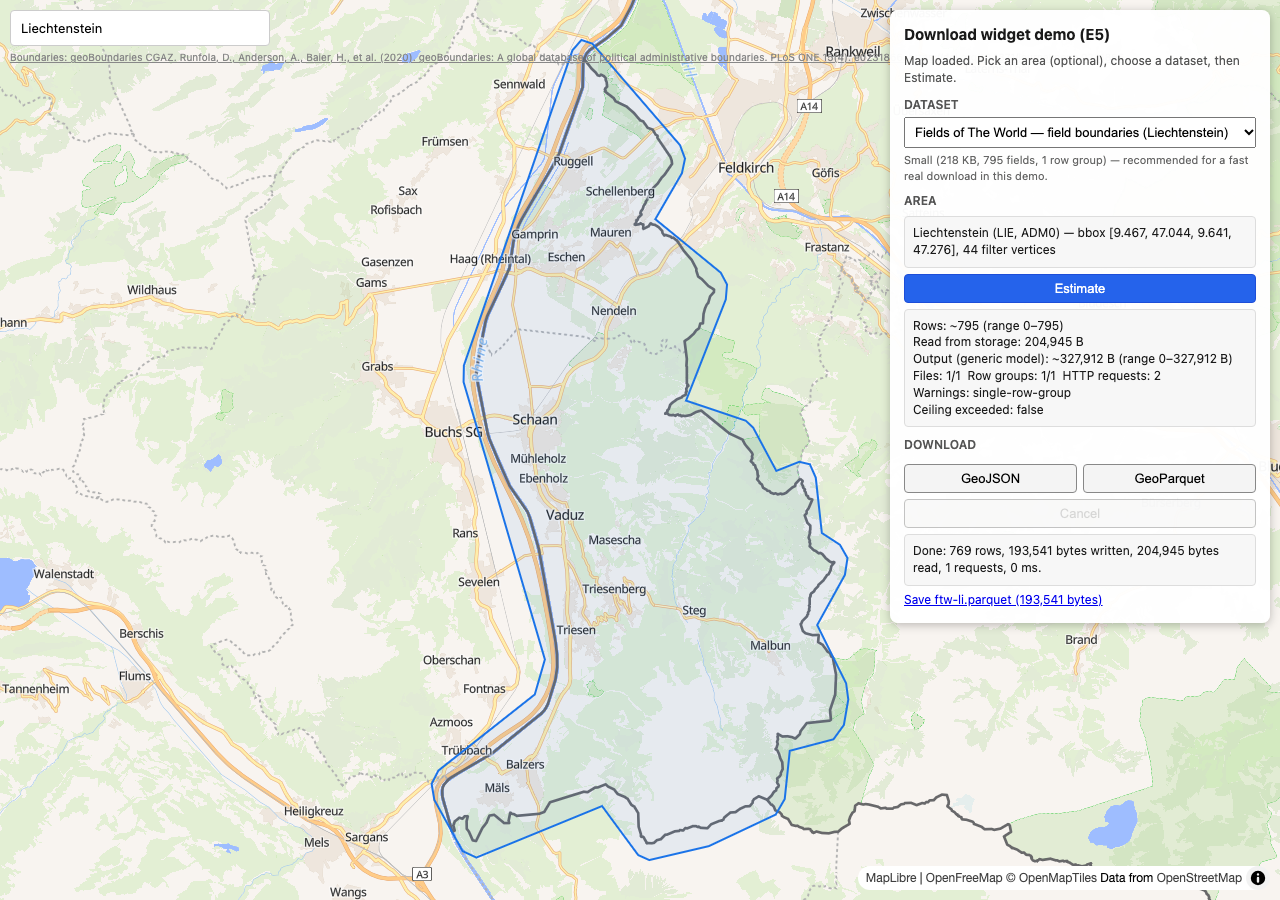 Liechtenstein
Boundaries: geoBoundaries CGAZ. Runfola, D., Anderson, A., Baier, H., et al. (2020). geoBoundaries: A global database of political administrative boundaries. PLoS ONE
Zwisch
Rankweil
Sennwald
A14
Frümsen
Ruggell
Feldkirch
Göfis
Sax
Schellenberg
A14
Rofisbach
Gamprin
Mauren
Frastanz
Haag (Rheintal)
Eschen
Gasenzen
Gams
Wildhaus
Nendeln
hann
Rhine
Grabs
Schaan
Buchs SG
Mühleholz
Ebenholz
Vaduz
Rans
Masescha
Walenstadt
Sevelen
Triesenberg
Steg
Berschis
Triesen
Malbun
Brand
Oberschan
Flums
Tannenheim
Fontnas
Azmoos
Trübbach
Balzers
Mäls
Heiligkreuz
Mels
Sargans
A3
Wangs
Download widget demo (E5)
Map loaded. Pick an area (optional), choose a dataset, then
Estimate.
DATASET
Fields of The World — field boundaries (Liechtenstein)
Small (218 KB, 795 fields, 1 row group) — recommended for a fast
real download in this demo.
AREA
Liechtenstein (LIE, ADM0) — bbox [9.467, 47.044, 9.641,
47.276], 44 filter vertices
Estimate
Rows: ~795 (range 0–795)
Read from storage: 204,945 B
Output (generic model): ~327,912 B (range 0–327,912 B)
Files: 1/1 Row groups: 1/1 HTTP requests: 2
Warnings: single-row-group
Ceiling exceeded: false
DOWNLOAD
GeoJSON
GeoParquet
Cancel
Done: 769 rows, 193,541 bytes written, 204,945 bytes
read, 1 requests, 0 ms.
Save ftw-li.parquet (193,541 bytes)
MapLibre | OpenFreeMap © OpenMapTiles Data from OpenStreetMap